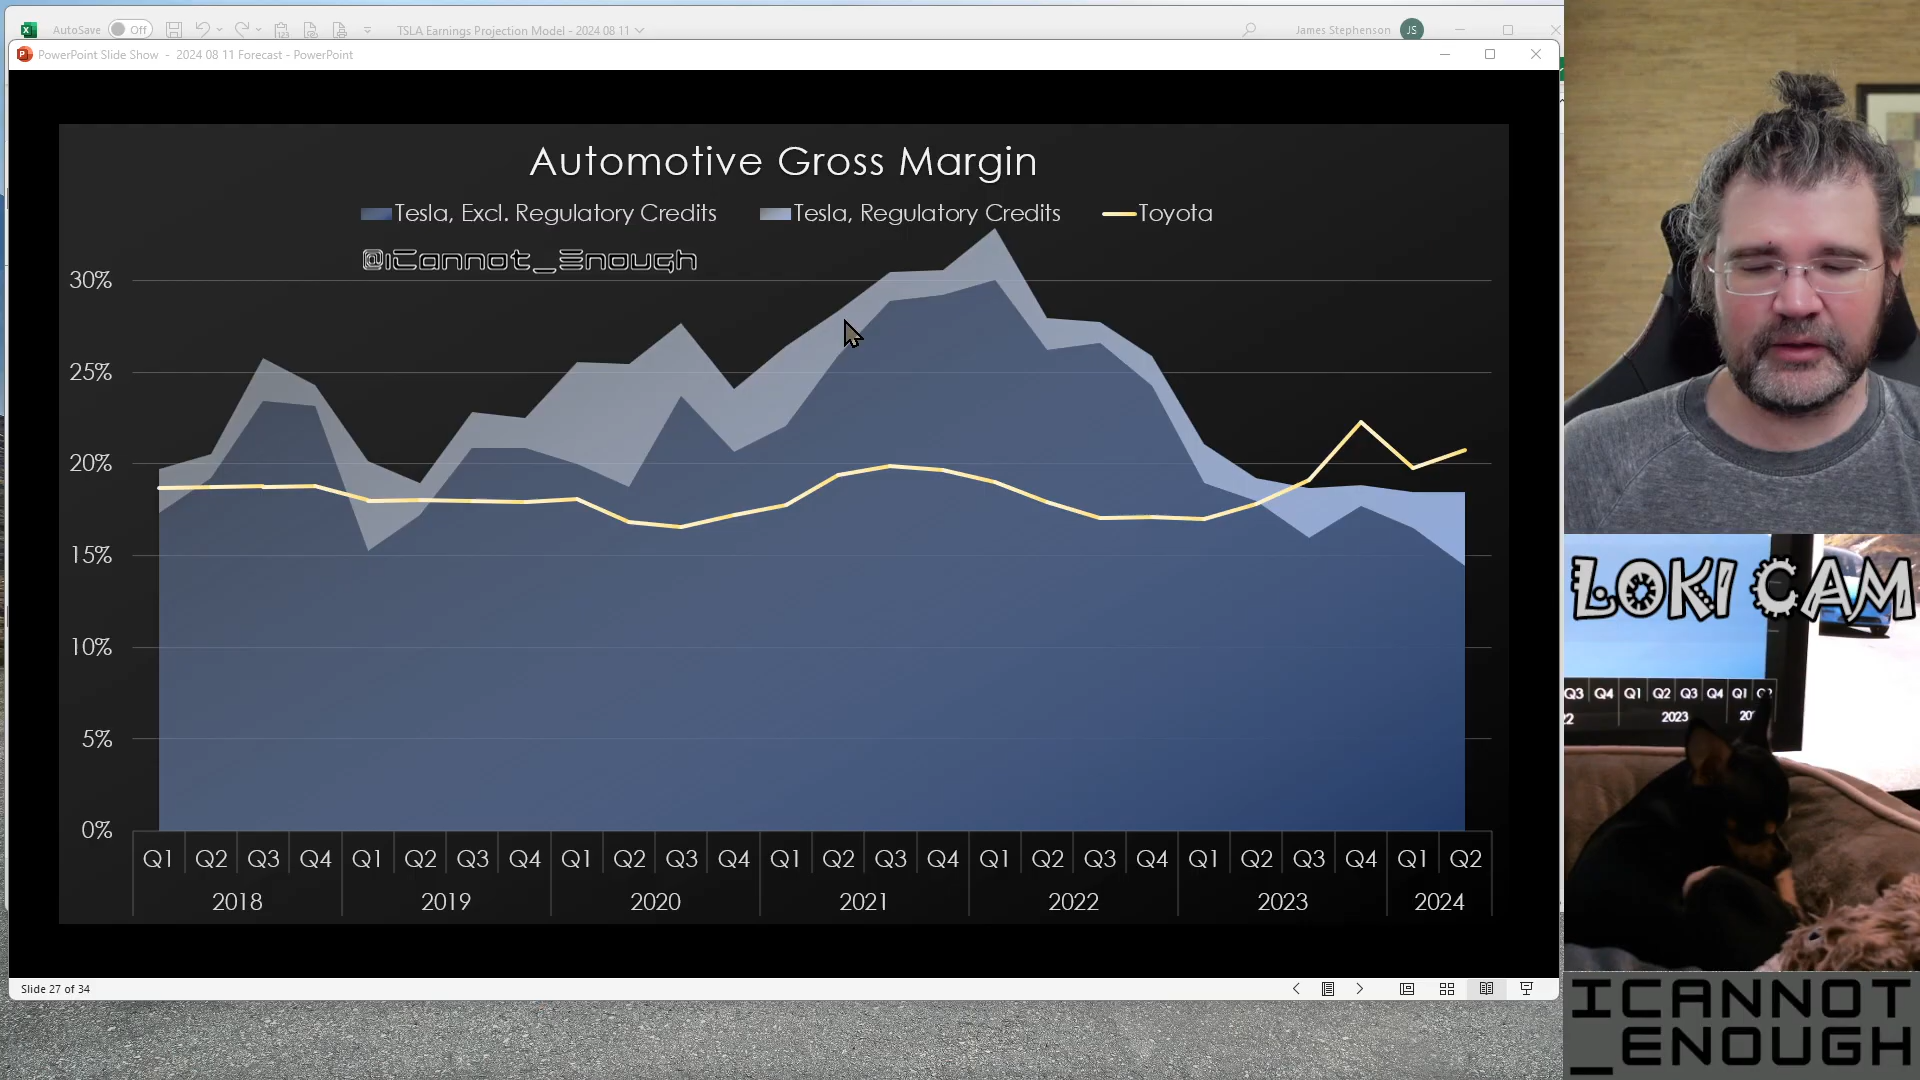 AutoSave Off
TSLA Earnings Projection Model - 2024 08 11
James Stephenson JS
PowerPoint Slide Show - 2024 08 11 Forecast - PowerPoint
Automotive Gross Margin
Tesla, Excl. Regulatory Credits Tesla, Regulatory Credits Toyota
@iCannot_Enough
30%
25%
20%
15%
10%
5%
0%
Q1 Q2 Q3 Q4 Q1 Q2 Q3 Q4 Q1 Q2 Q3 Q4 Q1 Q2 Q3 Q4 Q1 Q2 Q3 Q4 Q1 Q2 Q3 Q4 Q1 Q2
2018 2019 2020 2021 2022 2023 2024
Slide 27 of 34
LOKI CAM
Q3 Q4 Q1 Q2 Q3 Q4 Q1
2023
ICANNOT
_ENOUGH